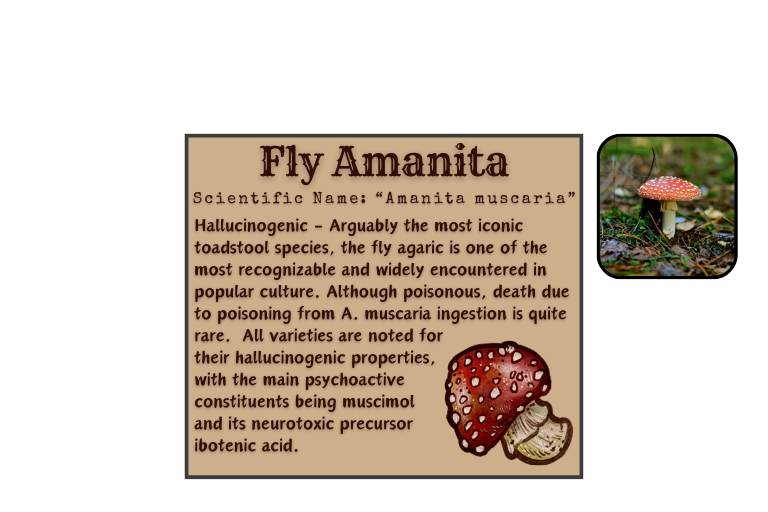 Fly Amanita
Scientific Name: “Amanita muscaria”
Hallucinogenic – Arguably the most iconic
toadstool species, the fly agaric is one of the
most recognizable and widely encountered in
popular culture. Although poisonous, death due
to poisoning from A. muscaria ingestion is quite
rare.  All varieties are noted for
their hallucinogenic properties,
with the main psychoactive
constituents being muscimol
and its neurotoxic precursor
ibotenic acid.